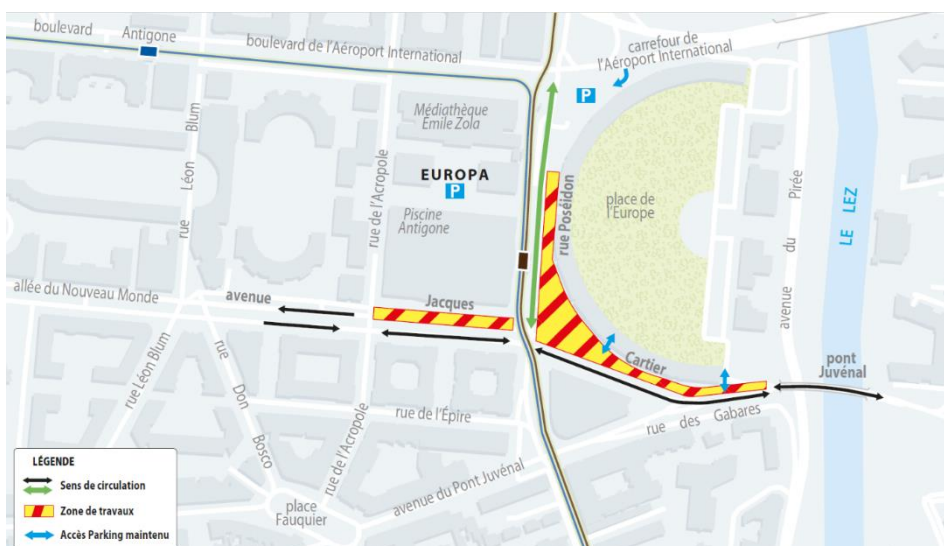 boulevard
Antigone
boulevard de l'Aéroport International
carrefour de
l'Aéroport International
P
Médiathèque
Émile Zola
rue Léon Blum
rue de l'Acropole
EUROPA
P
Piscine
Antigone
rue Poséidon
place de
l'Europe
avenue du Pirée
LE LEZ
allée du Nouveau Monde
avenue
Jacques
Cartier
pont
Juvénal
rue Léon Blum
rue Don Bosco
rue de l'Épire
rue des Gabares
rue de l'Acropole
avenue du Pont Juvénal
place
Fauquier
LÉGENDE
Sens de circulation
Zone de travaux
Accès Parking maintenu